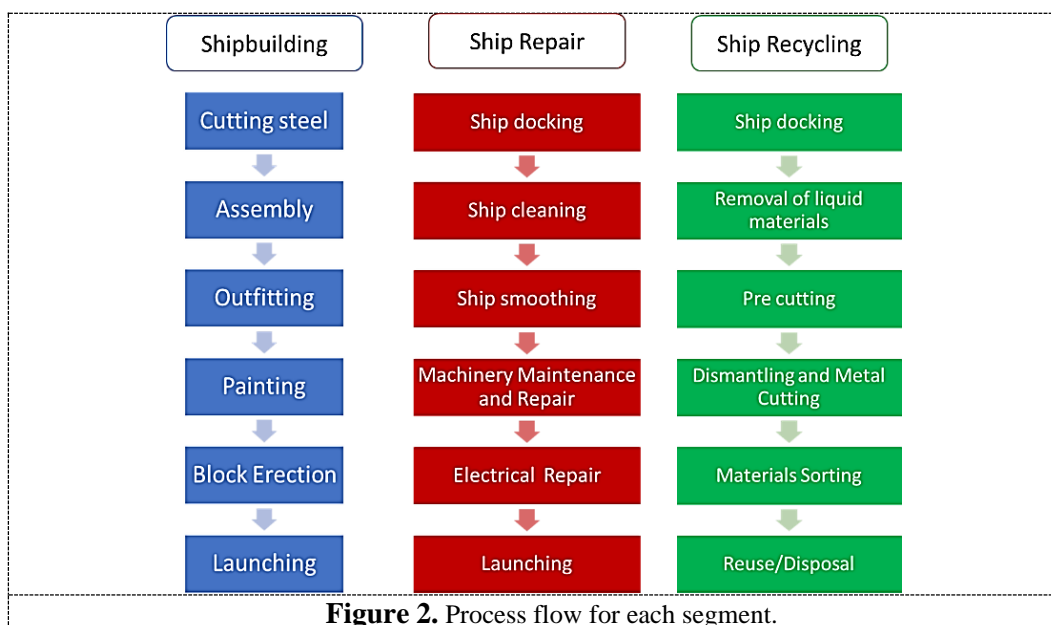 Shipbuilding
Cutting steel
Assembly
Outfitting
Painting
Block Erection
Launching
Ship Repair
Ship docking
Ship cleaning
Ship smoothing
Machinery Maintenance
and Repair
Electrical Repair
Launching
Ship Recycling
Ship docking
Removal of liquid
materials
Pre cutting
Dismantling and Metal
Cutting
Materials Sorting
Reuse/Disposal
Figure 2. Process flow for each segment.